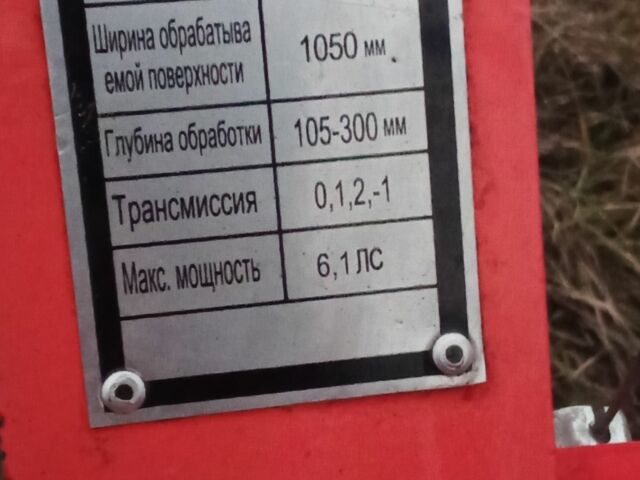 Ширина обрабатыва
емой поверхности
1050 мм
Глубина обработки
105-300 мм
Трансмиссия
0,1,2,-1
Макс. мощность
6,1 ЛС